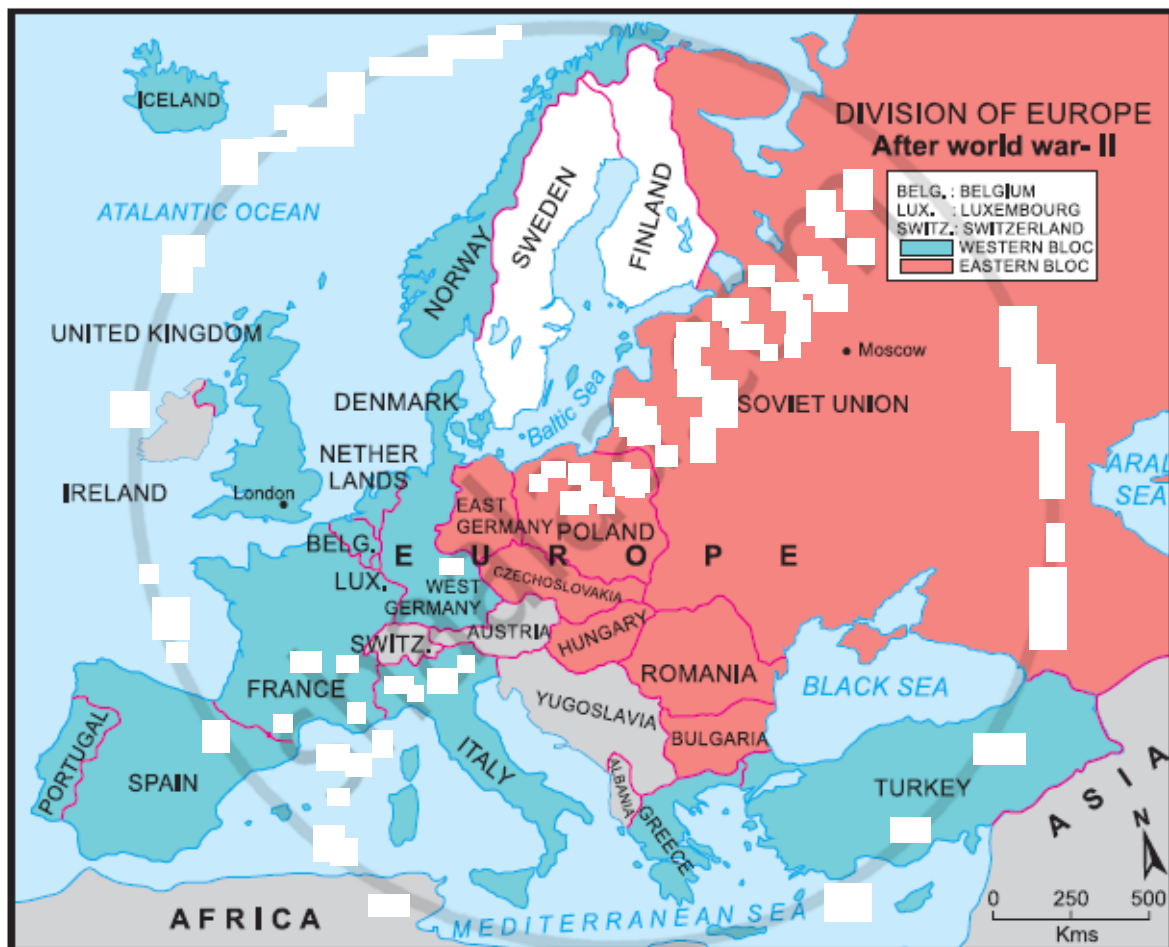 ICELAND
DIVISION OF EUROPE
After world war- II
BELG. : BELGIUM
LUX. : LUXEMBOURG
SWITZ.: SWITZERLAND
WESTERN BLOC
EASTERN BLOC
ATALANTIC OCEAN
SWEDEN
FINLAND
NORWAY
UNITED KINGDOM
Moscow
DENMARK
Baltic Sea
SOVIET UNION
NETHER
LANDS
ARAL
SEA
IRELAND
London
EAST
GERMANY
POLAND
BELG.
EUROPE
LUX.
WEST
GERMANY
CZECHOSLOVAKIA
SWITZ.
AUSTRIA
HUNGARY
ROMANIA
FRANCE
YUGOSLAVIA
BLACK SEA
PORTUGAL
SPAIN
ITALY
BULGARIA
ALBANIA
GREECE
TURKEY
ASIA
N
AFRICA
MEDITERRANEAN SEA
0 250 500
Kms